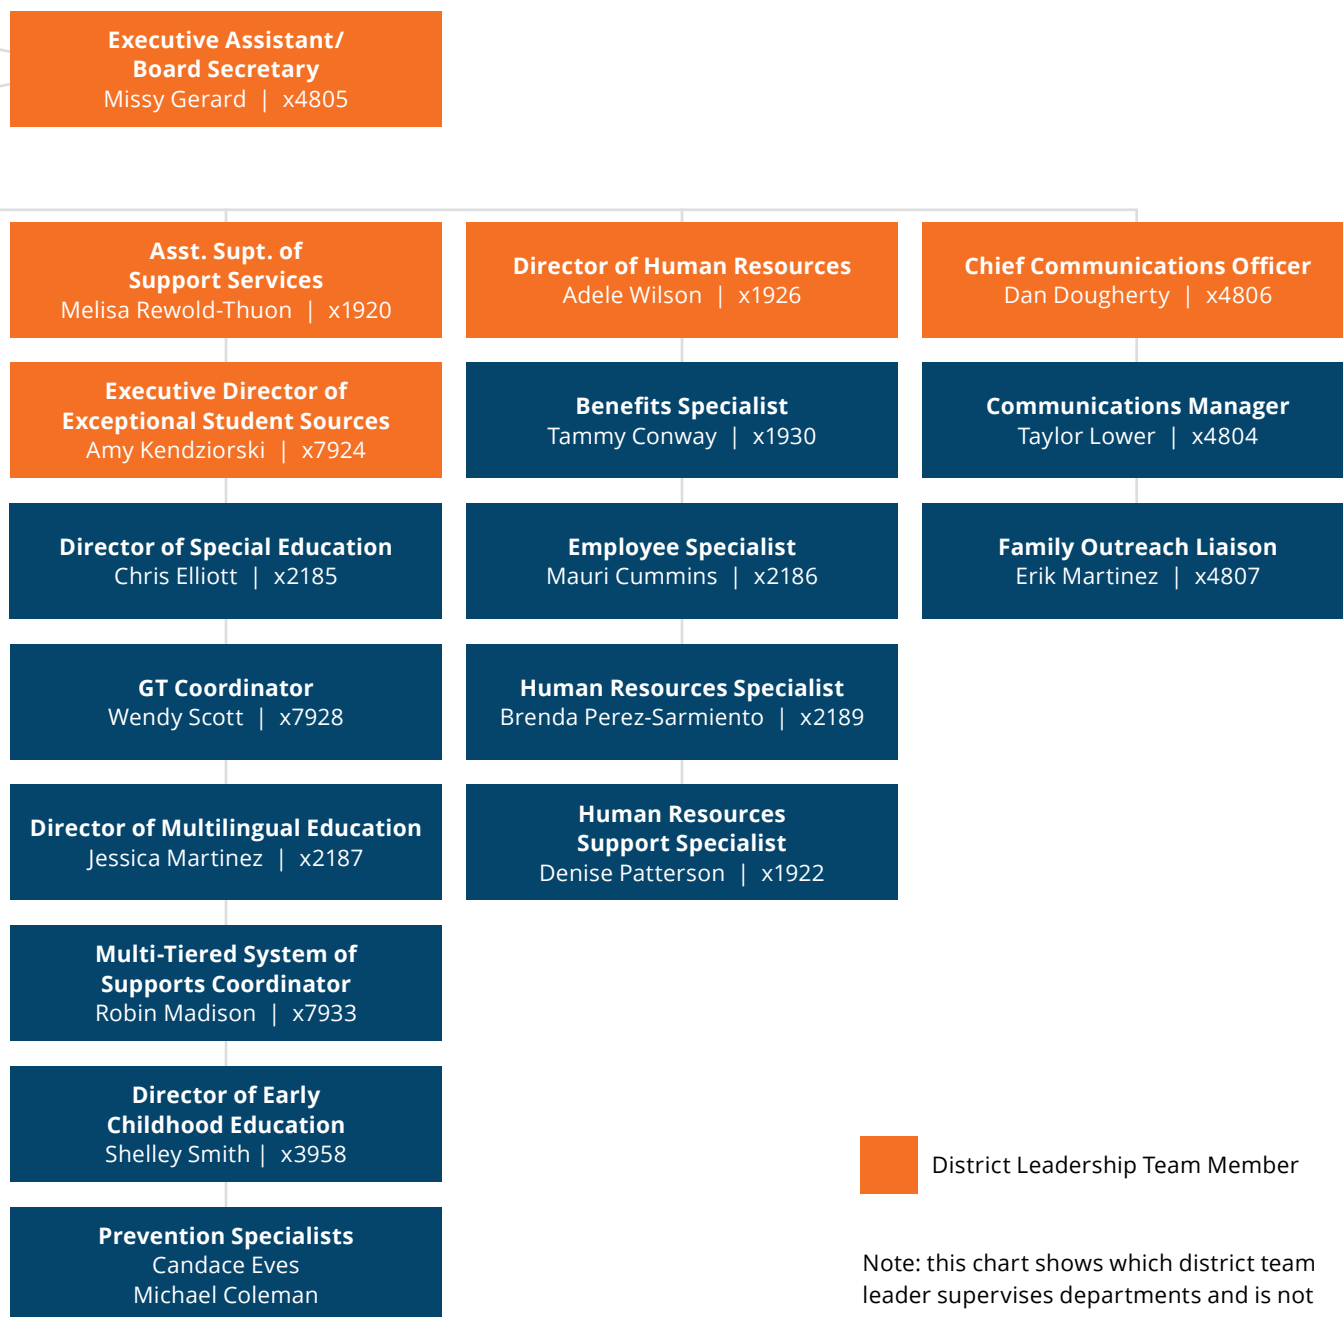 Executive Assistant/
Board Secretary
Missy Gerard | x4805
Asst. Supt. of
Support Services
Melisa Rewold-Thuon | x1920
Executive Director of
Exceptional Student Sources
Amy Kendziorski | x7924
Director of Special Education
Chris Elliott | x2185
GT Coordinator
Wendy Scott | x7928
Director of Multilingual Education
Jessica Martinez | x2187
Multi-Tiered System of
Supports Coordinator
Robin Madison | x7933
Director of Early
Childhood Education
Shelley Smith | x3958
Prevention Specialists
Candace Eves
Michael Coleman
Director of Human Resources
Adele Wilson | x1926
Benefits Specialist
Tammy Conway | x1930
Employee Specialist
Mauri Cummins | x2186
Human Resources Specialist
Brenda Perez-Sarmiento | x2189
Human Resources
Support Specialist
Denise Patterson | x1922
Chief Communications Officer
Dan Dougherty | x4806
Communications Manager
Taylor Lower | x4804
Family Outreach Liaison
Erik Martinez | x4807
District Leadership Team Member
Note: this chart shows which district team
leader supervises departments and is not